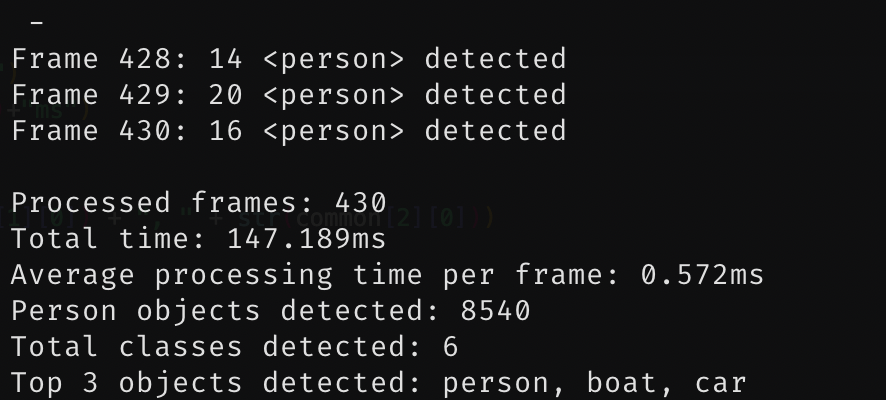 Frame 428: 14 <person> detected
Frame 429: 20 <person> detected
Frame 430: 16 <person> detected
Processed frames: 430
Total time: 147.189ms
Average processing time per frame: 0.572ms
Person objects detected: 8540
Total classes detected: 6
Top 3 objects detected: person, boat, car